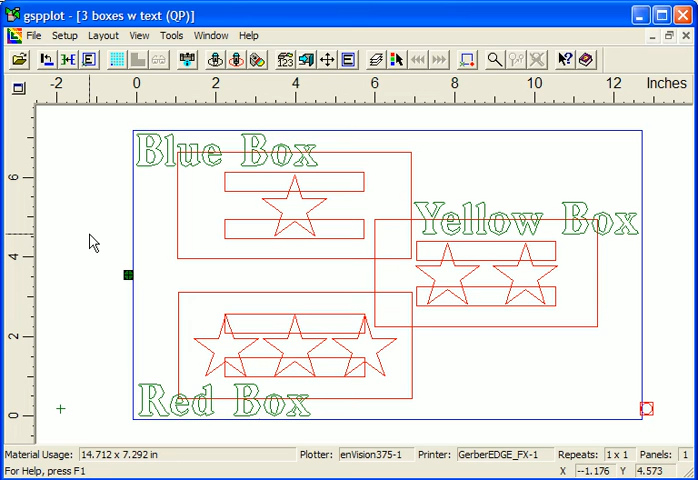 gspplot - [3 boxes w text (QP)]
File Setup Layout View Tools Window Help
-2 0 2 4 6 8 10 12 Inches
6
4
2
0
Blue Box
Yellow Box
Red Box
Material Usage: 14.712 x 7.292 in Plotter: enVision375-1 Printer: GerberEDGE_FX-1 Repeats: 1 x 1 Panels: 1
For Help, press F1 X --1.176 Y 4.573